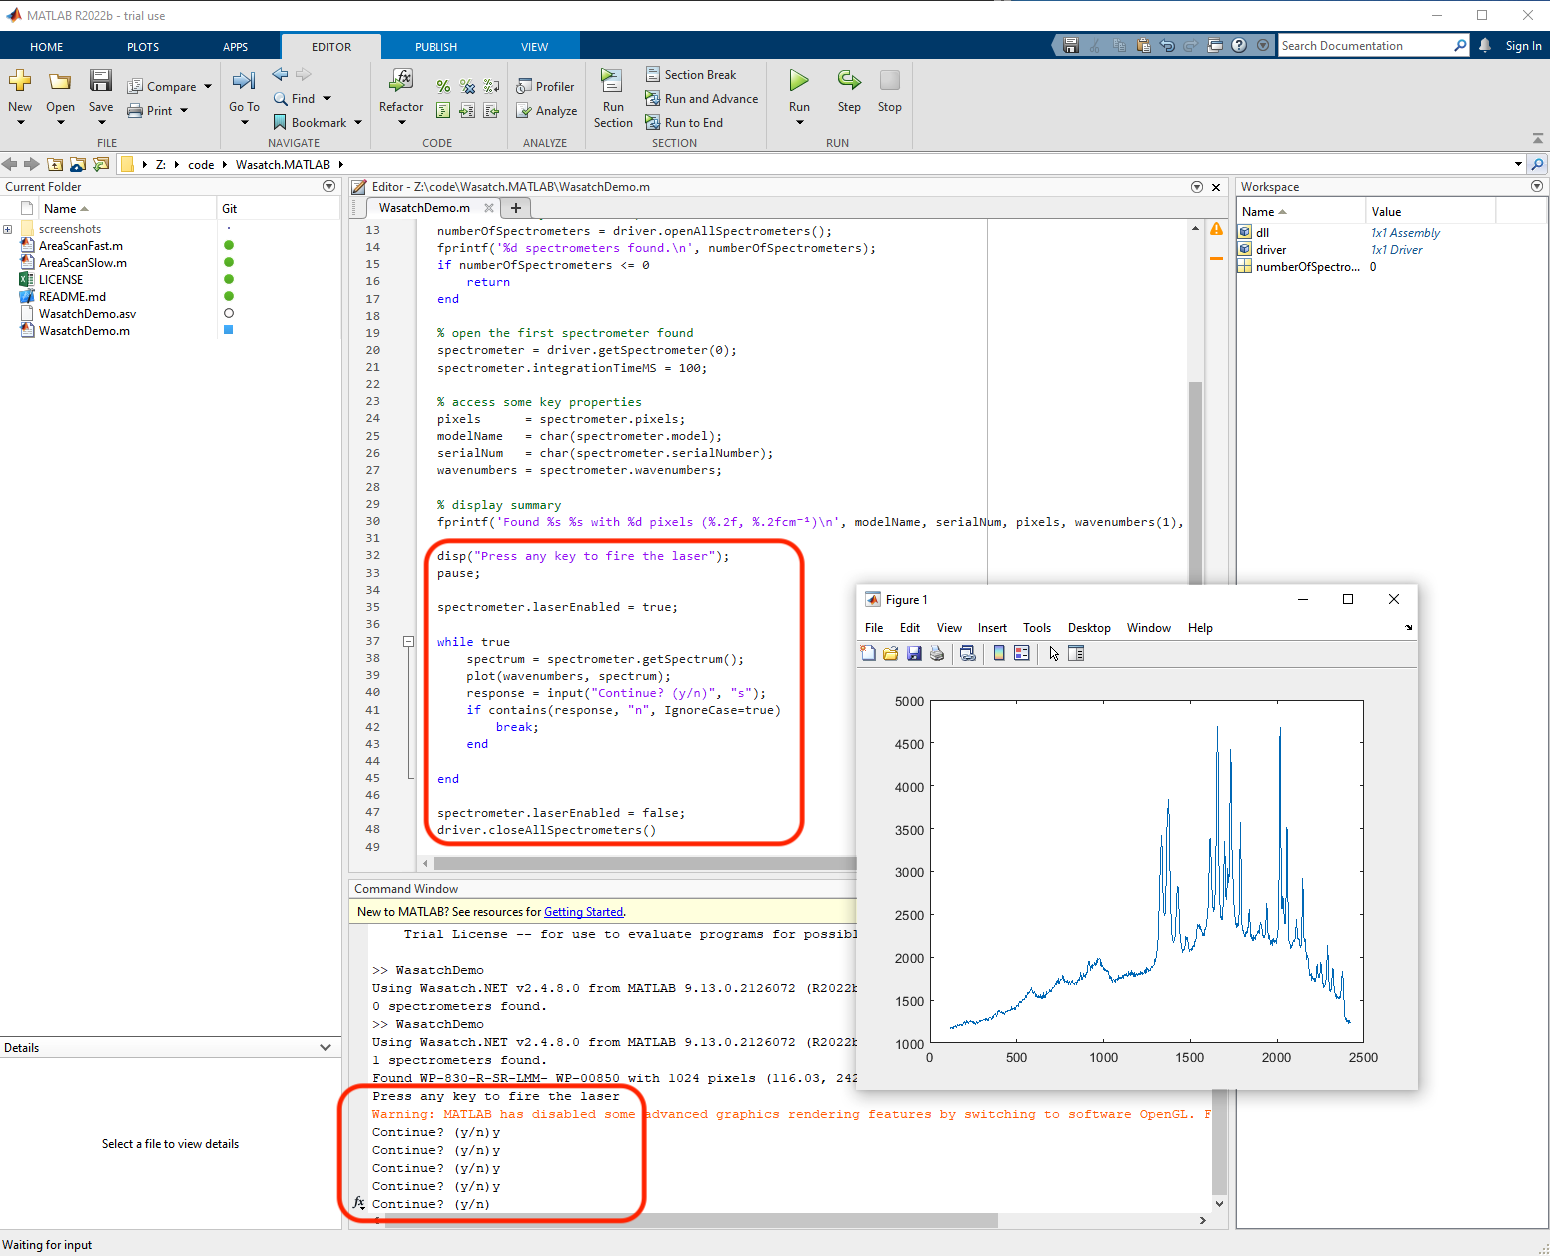 MATLAB R2022b - trial use
HOME PLOTS APPS EDITOR PUBLISH VIEW
Search Documentation
Sign In
New Open Save Compare Print
FILE
Go To Find Bookmark
NAVIGATE
Refactor
CODE
Profiler
Analyze
ANALYZE
Run Section
Section Break
Run and Advance
Run to End
SECTION
Run Step Stop
RUN
Z: code Wasatch.MATLAB
Current Folder
Name Git
screenshots
AreaScanFast.m
AreaScanSlow.m
LICENSE
README.md
WasatchDemo.asv
WasatchDemo.m
Details
Select a file to view details
Editor - Z:\code\Wasatch.MATLAB\WasatchDemo.m
WasatchDemo.m
13 numberOfSpectrometers = driver.openAllSpectrometers();
14 fprintf('%d spectrometers found.\n', numberOfSpectrometers);
15 if numberOfSpectrometers <= 0
16 return
17 end
18
19 % open the first spectrometer found
20 spectrometer = driver.getSpectrometer(0);
21 spectrometer.integrationTimeMS = 100;
22
23 % access some key properties
24 pixels = spectrometer.pixels;
25 modelName = char(spectrometer.model);
26 serialNum = char(spectrometer.serialNumber);
27 wavenumbers = spectrometer.wavenumbers;
28
29 % display summary
30 fprintf('Found %s %s with %d pixels (%.2f, %.2fcm⁻¹)\n', modelName, serialNum, pixels, wavenumbers(1),
31
32 disp("Press any key to fire the laser");
33 pause;
34
35 spectrometer.laserEnabled = true;
36
37 while true
38 spectrum = spectrometer.getSpectrum();
39 plot(wavenumbers, spectrum);
40 response = input("Continue? (y/n)", "s");
41 if contains(response, "n", IgnoreCase=true)
42 break;
43 end
44
45 end
46
47 spectrometer.laserEnabled = false;
48 driver.closeAllSpectrometers()
49
Command Window
New to MATLAB? See resources for Getting Started.
Trial License -- for use to evaluate programs for possibl
>> WasatchDemo
Using Wasatch.NET v2.4.8.0 from MATLAB 9.13.0.2126072 (R2022b
0 spectrometers found.
>> WasatchDemo
Using Wasatch.NET v2.4.8.0 from MATLAB 9.13.0.2126072 (R2022b
1 spectrometers found.
Found WP-830-R-SR-LMM- WP-00850 with 1024 pixels (116.03, 242
Press any key to fire the laser
Warning: MATLAB has disabled some advanced graphics rendering features by switching to software OpenGL. F
Continue? (y/n)y
Continue? (y/n)y
Continue? (y/n)y
Continue? (y/n)y
fx Continue? (y/n)
Workspace
Name Value
dll 1x1 Assembly
driver 1x1 Driver
numberOfSpectro... 0
Figure 1
File Edit View Insert Tools Desktop Window Help
5000
4500
4000
3500
3000
2500
2000
1500
1000
0 500 1000 1500 2000 2500
Waiting for input